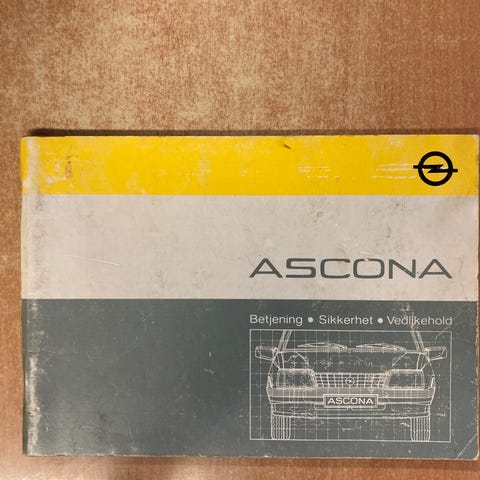 ASCONA
Betjening • Sikkerhet • Vedlikehold
ASCONA